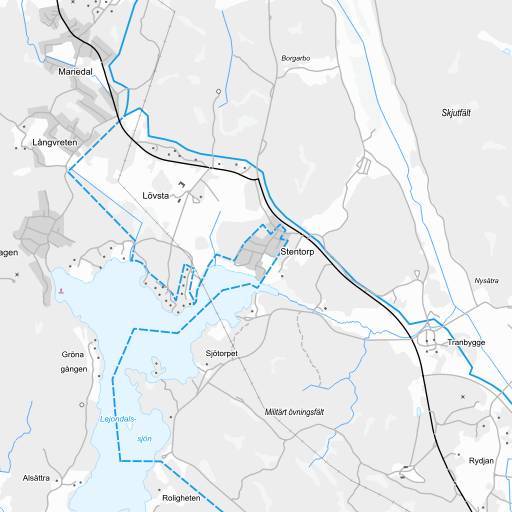 Borgarbo
Mariedal
Skjutfält
Långvreten
Lövsta
agen
Stentorp
Nysätra
Tranbygge
Gröna
gången
Sjötorpet
Militärt övningsfält
Lejondals-
sjön
Rydjan
Alsättra
Roligheten